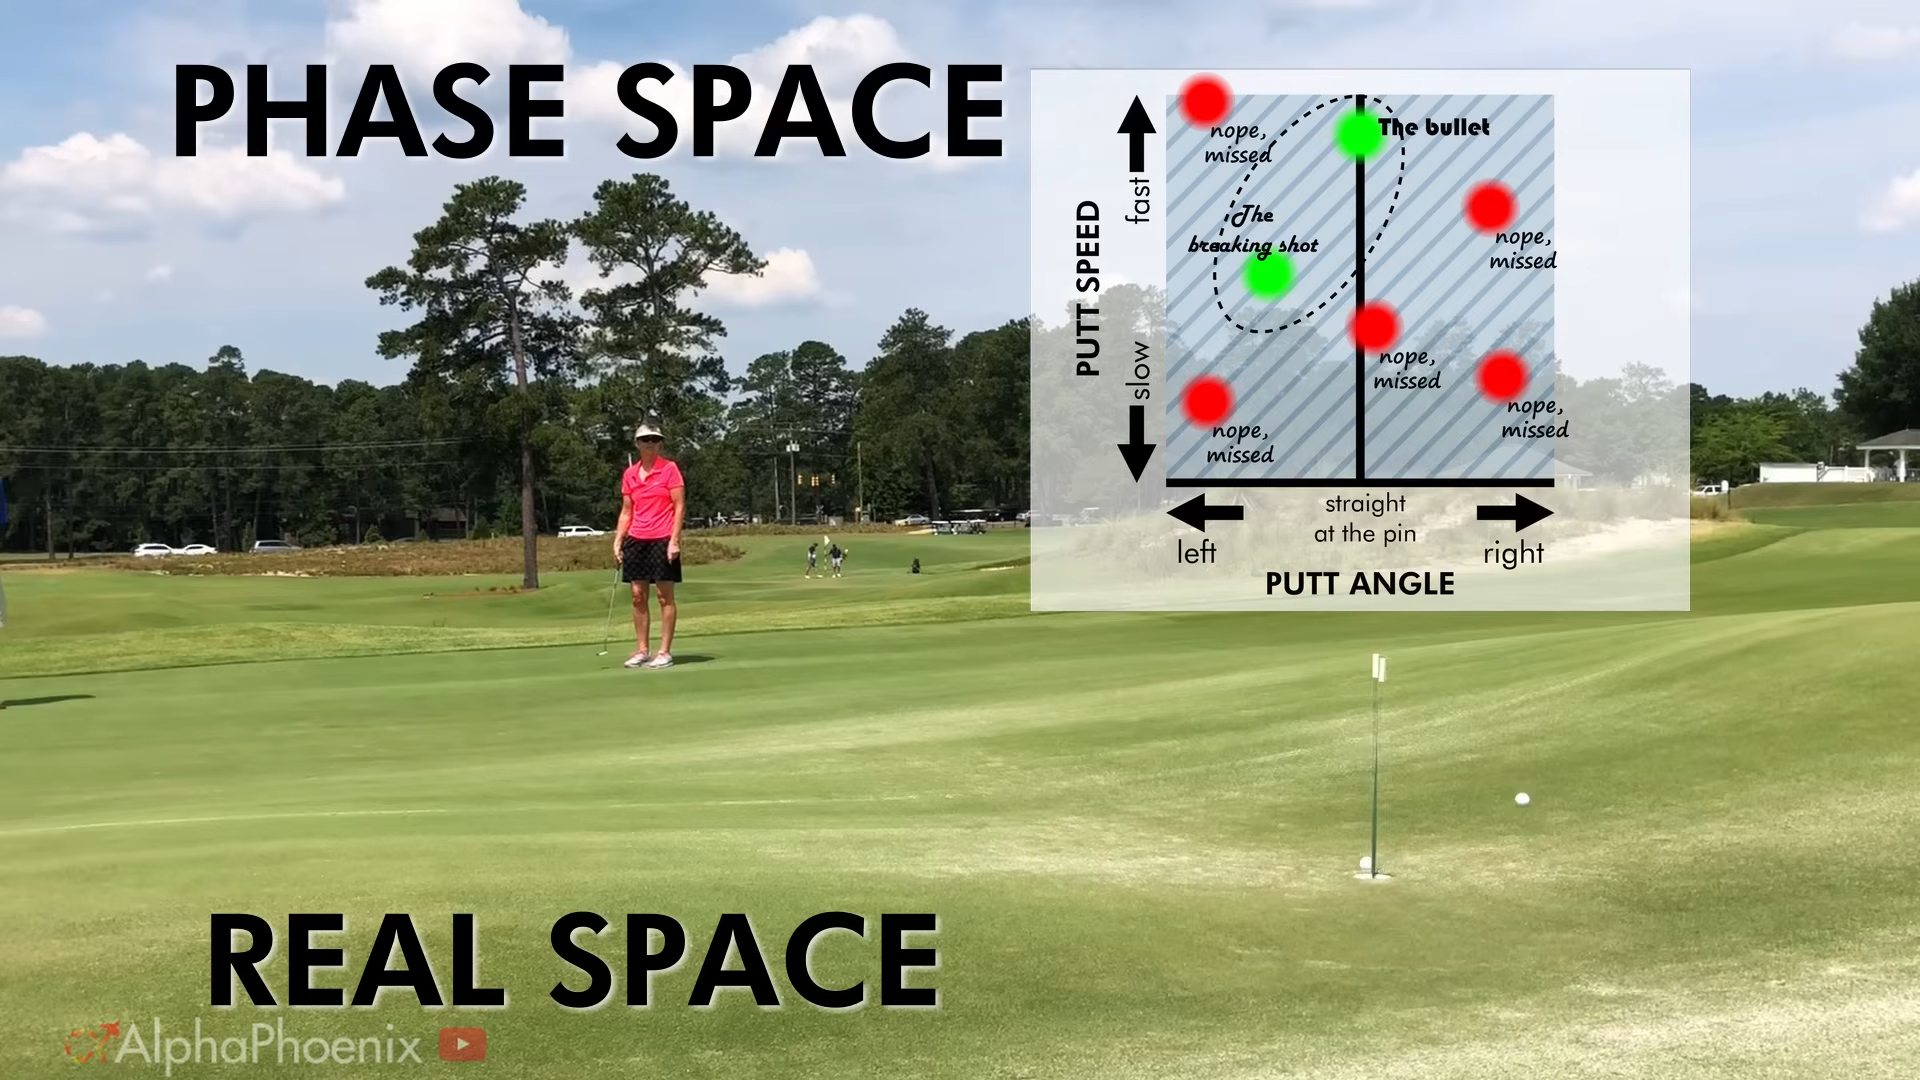 PHASE SPACE
PUTT SPEED
fast
slow
nope,
missed
The bullet
The
breaking shot
nope,
missed
nope,
missed
nope,
missed
nope,
missed
straight
at the pin
left
right
PUTT ANGLE
REAL SPACE
AlphaPhoenix